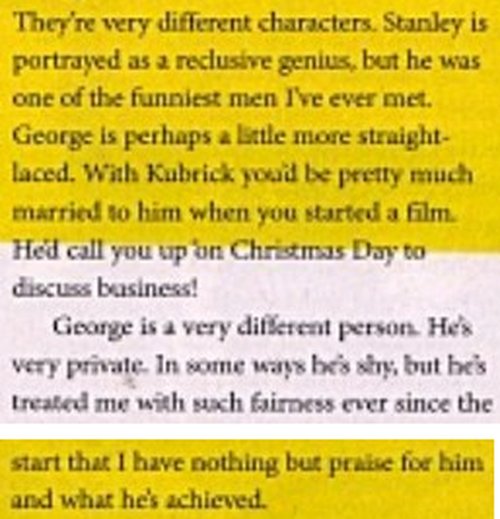 They're very different characters. Stanley is
portrayed as a reclusive genius, but he was
one of the funniest men I've ever met.
George is perhaps a little more straight-
laced. With Kubrick you'd be pretty much
married to him when you started a film.
He'd call you up on Christmas Day to
discuss business!
George is a very different person. He's
very private. In some ways he's shy, but he's
treated me with such fairness ever since the
start that I have nothing but praise for him
and what he's achieved.